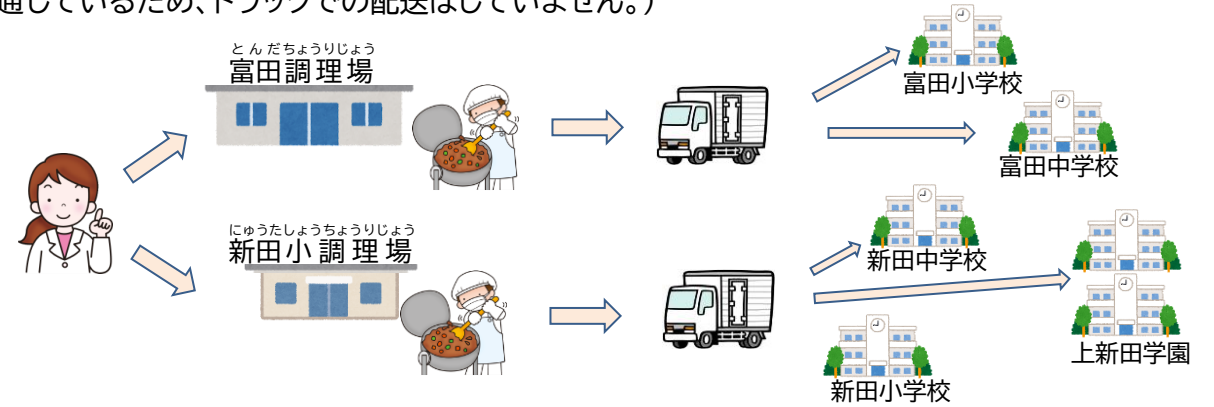 通しているため、トラックでの配送はしていません。）
とんだちょうりじょう
富田調理場
富田小学校
富田中学校
にゅうたしょうちょうりじょう
新田小調理場
新田中学校
上新田学園
新田小学校